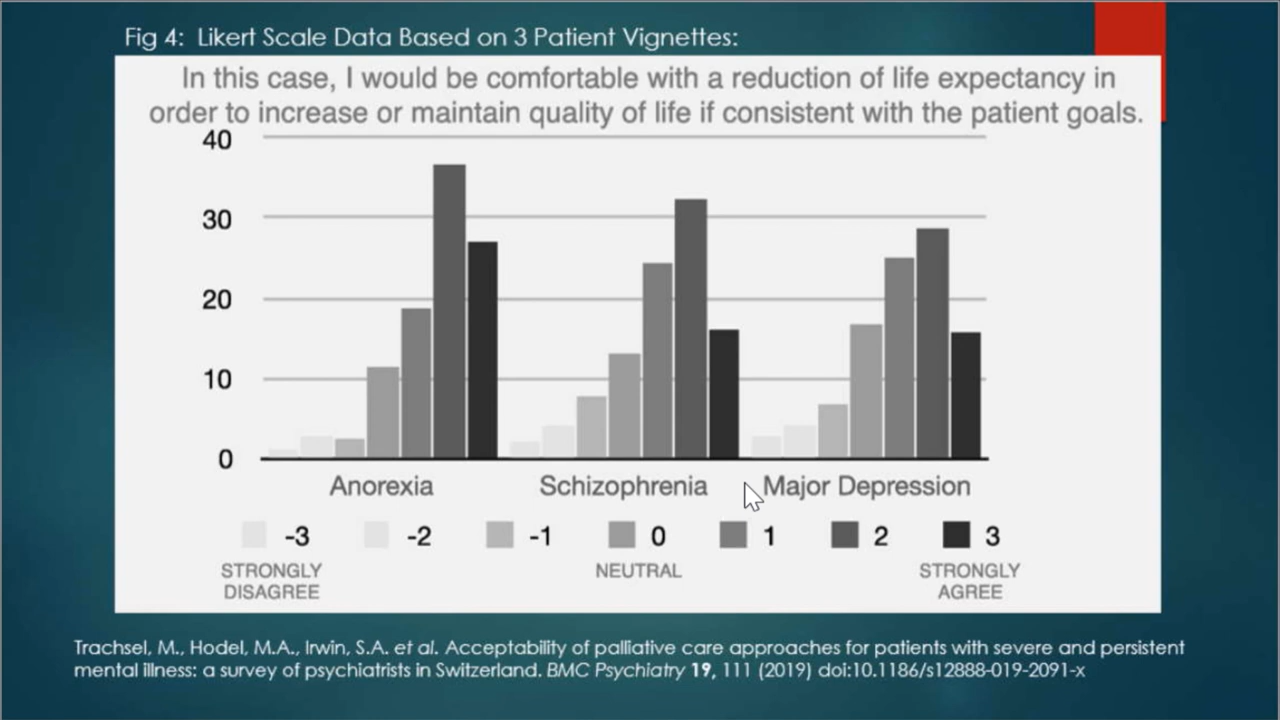 Fig 4: Likert Scale Data Based on 3 Patient Vignettes:
In this case, I would be comfortable with a reduction of life expectancy in
order to increase or maintain quality of life if consistent with the patient goals.
40
30
20
10
0
Anorexia Schizophrenia Major Depression
-3 -2 -1 0 1 2 3
STRONGLY DISAGREE NEUTRAL STRONGLY AGREE
Trachsel, M., Hodel, M.A., Irwin, S.A. et al. Acceptability of palliative care approaches for patients with severe and persistent
mental illness: a survey of psychiatrists in Switzerland. BMC Psychiatry 19, 111 (2019) doi:10.1186/s12888-019-2091-x